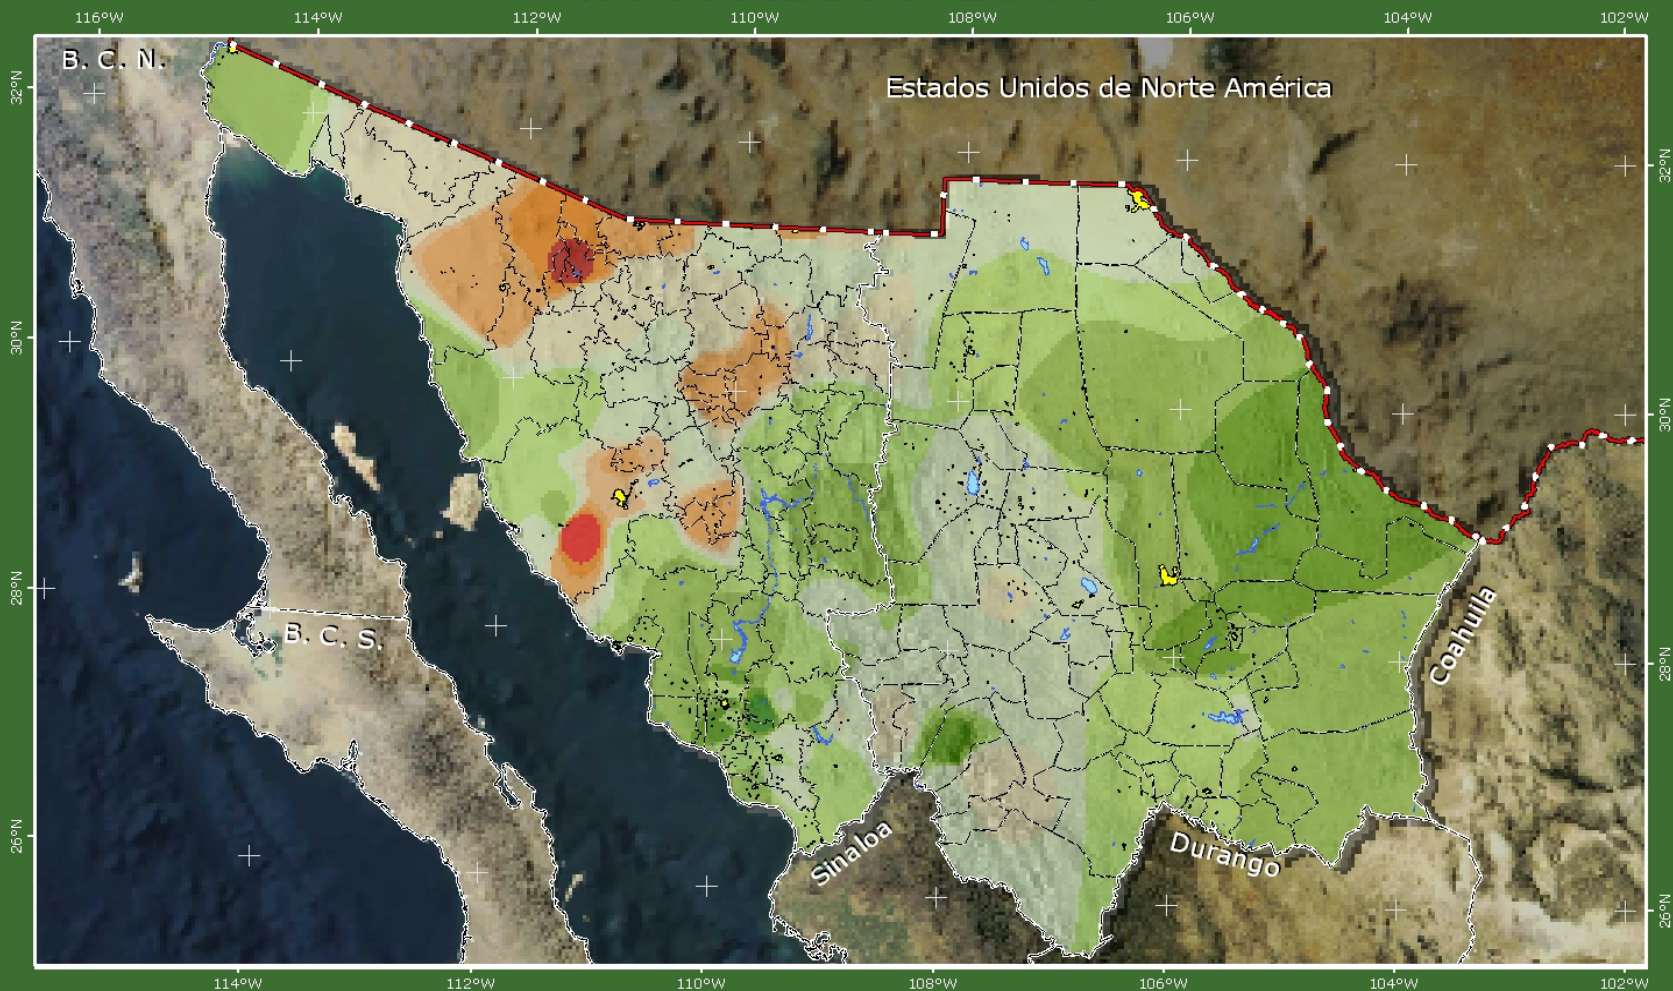 116°W 114°W 112°W 110°W 108°W 106°W 104°W 102°W
B. C. N.
32°N
32°N
Estados Unidos de Norte América
30°N
30°N
28°N
28°N
B. C. S.
Coahuila
26°N
26°N
Sinaloa
Durango
114°W 112°W 110°W 108°W 106°W 104°W 102°W